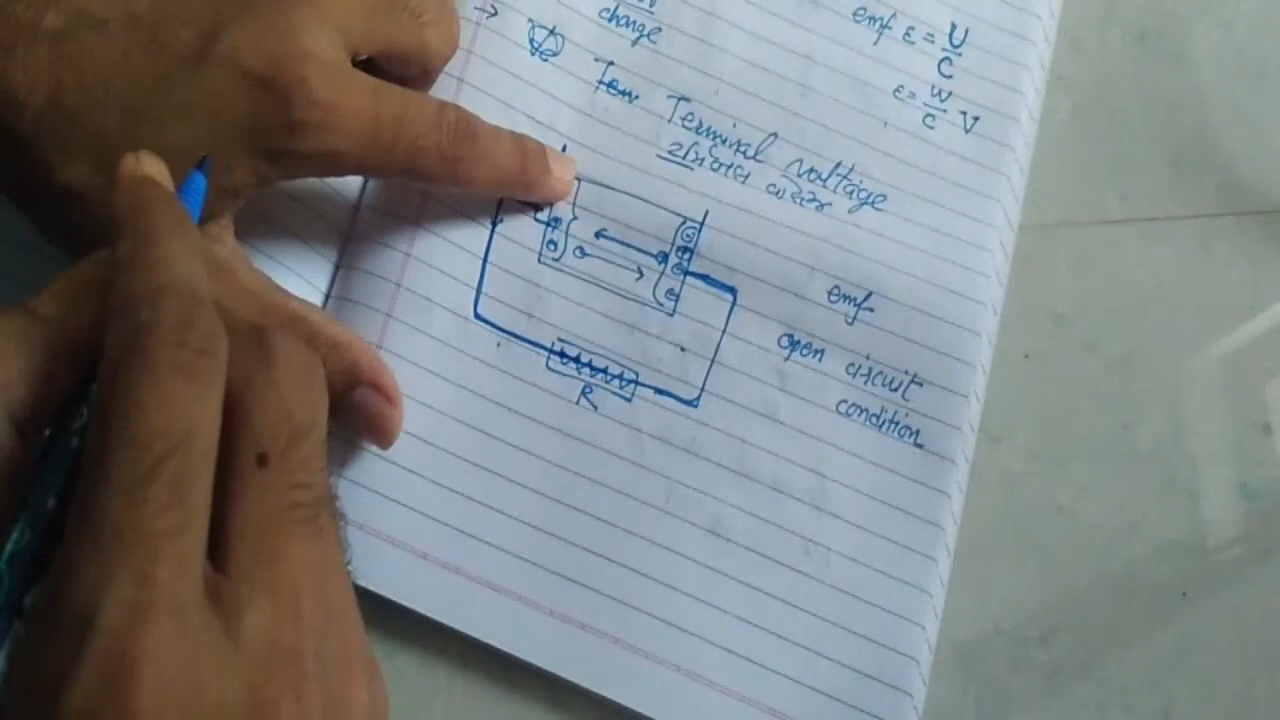 change
emf ε = U/C
ε = W/C V
Terminal voltage
emf
open circuit
condition
R